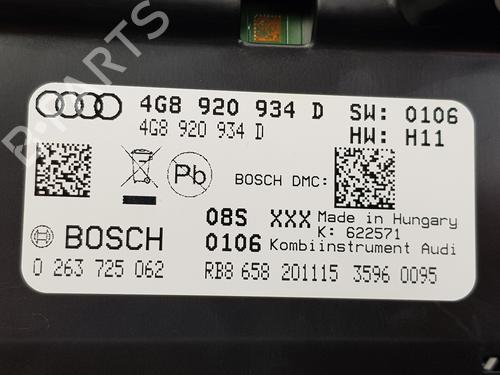 B-PARTS
4G8 920 934 D SW: 0106
4G8 920 934 D HW: H11
Pb BOSCH DMC:
08S XXX Made in Hungary
K: 622571
BOSCH 0106 Kombiinstrument Audi
0 263 725 062 RB8 658 201115 3596 0095